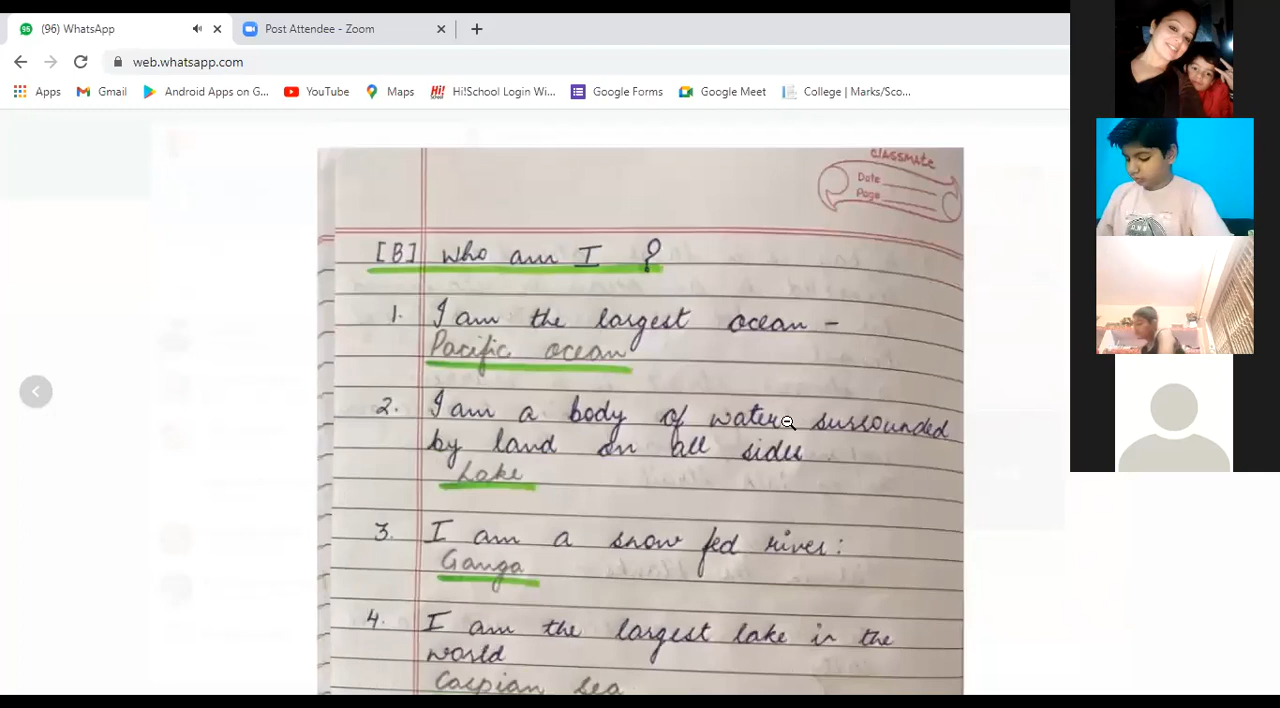 (96) WhatsApp
Post Attendee - Zoom
web.whatsapp.com
Apps
Gmail
Android Apps on G...
YouTube
Maps
Hi! Hi!School Login Wi...
Google Forms
Google Meet
College | Marks/Sco...
CLASSMATE
Date
Page
[B] Who am I ?
1. I am the largest ocean –
Pacific ocean
2. I am a body of water surrounded
by land on all sides
Lake
3. I am a snow fed river:
Ganga
4. I am the largest lake in the
world
Caspian Sea